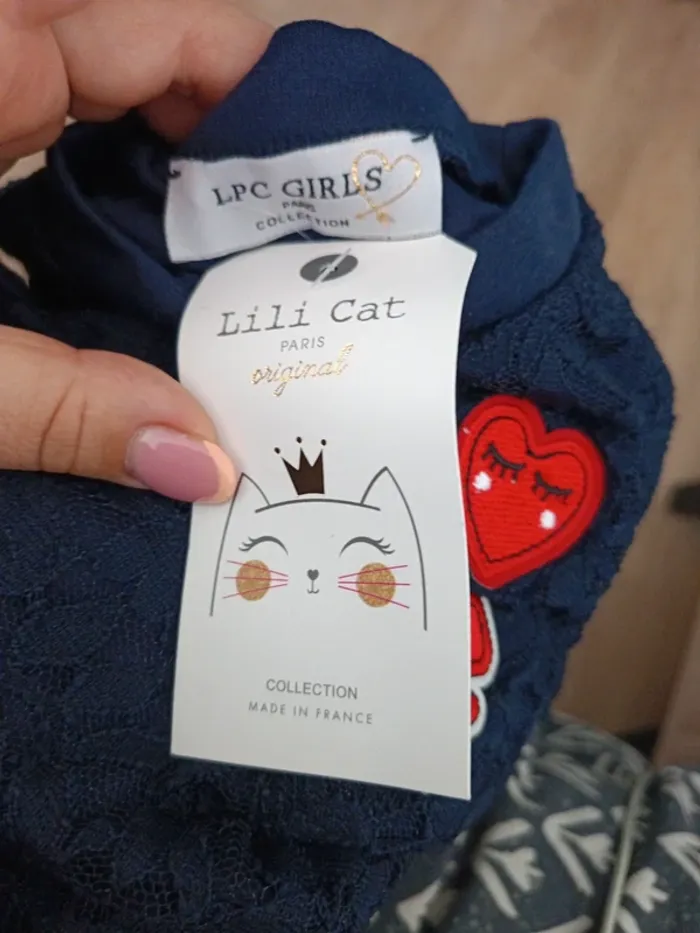 LPC GIRLS
PARIS
COLLECTION
Lili Cat
PARIS
original
COLLECTION
MADE IN FRANCE